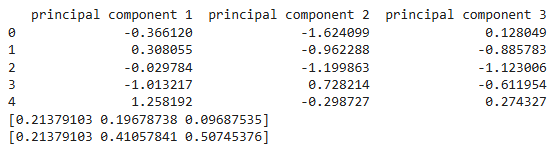 principal component 1 principal component 2 principal component 3
0 -0.366120 -1.624099 0.128049
1 0.308055 -0.962288 -0.885783
2 -0.029784 -1.199863 -1.123006
3 -1.013217 0.728214 -0.611954
4 1.258192 -0.298727 0.274327
[0.21379103 0.19678738 0.09687535]
[0.21379103 0.41057841 0.50745376]